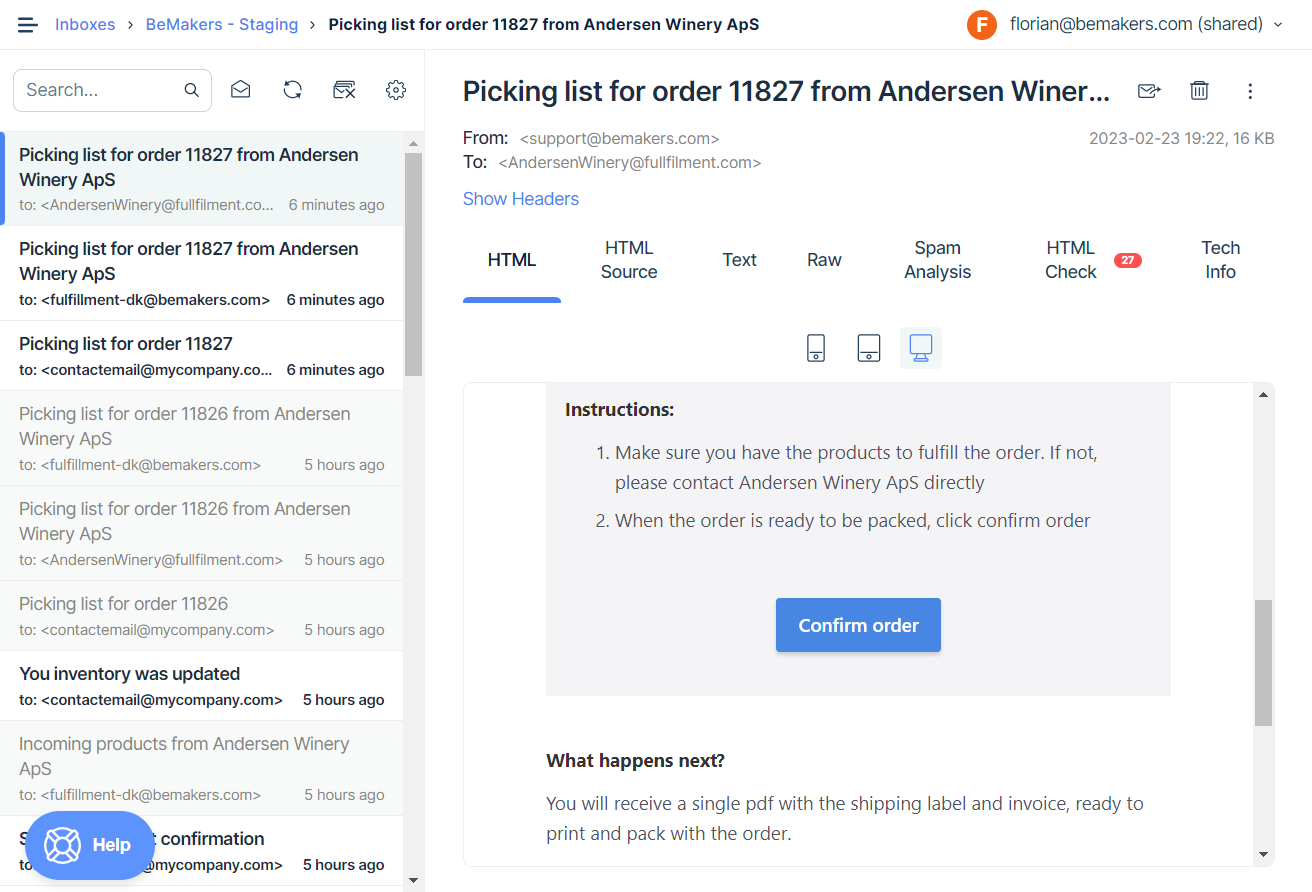 Inboxes › BeMakers - Staging › Picking list for order 11827 from Andersen Winery ApS
F florian@bemakers.com (shared)
Search...
Picking list for order 11827 from Andersen
Winery ApS
to: <AndersenWinery@fullfilment.co... 6 minutes ago
Picking list for order 11827 from Andersen
Winery ApS
to: <fulfillment-dk@bemakers.com> 6 minutes ago
Picking list for order 11827
to: <contactemail@mycompany.co... 6 minutes ago
Picking list for order 11826 from Andersen
Winery ApS
to: <fulfillment-dk@bemakers.com> 5 hours ago
Picking list for order 11826 from Andersen
Winery ApS
to: <AndersenWinery@fullfilment.com> 5 hours ago
Picking list for order 11826
to: <contactemail@mycompany.com> 5 hours ago
You inventory was updated
to: <contactemail@mycompany.com> 5 hours ago
Incoming products from Andersen Winery
ApS
to: <fulfillment-dk@bemakers.com> 5 hours ago
confirmation
@mycompany.com> 5 hours ago
Help
Picking list for order 11827 from Andersen Winer...
From: <support@bemakers.com> 2023-02-23 19:22, 16 KB
To: <AndersenWinery@fullfilment.com>
Show Headers
HTML
HTML
Source
Text
Raw
Spam
Analysis
HTML
Check
27
Tech
Info
Instructions:
1. Make sure you have the products to fulfill the order. If not,
please contact Andersen Winery ApS directly
2. When the order is ready to be packed, click confirm order
Confirm order
What happens next?
You will receive a single pdf with the shipping label and invoice, ready to
print and pack with the order.